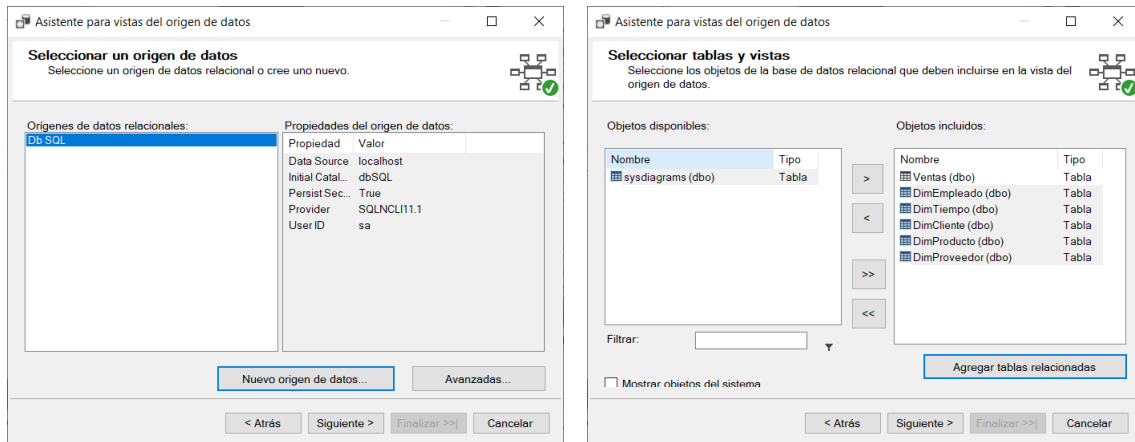 Asistente para vistas del origen de datos
Seleccionar un origen de datos
Seleccione un origen de datos relacional o cree uno nuevo.
Orígenes de datos relacionales:
Db SQL
Propiedades del origen de datos:
Propiedad Valor
Data Source localhost
Initial Catal... dbSQL
Persist Sec... True
Provider SQLNCLI11.1
User ID sa
Nuevo origen de datos...
Avanzadas...
< Atrás
Siguiente >
Finalizar >>|
Cancelar
Asistente para vistas del origen de datos
Seleccionar tablas y vistas
Seleccione los objetos de la base de datos relacional que deben incluirse en la vista del
origen de datos.
Objetos disponibles:
Nombre Tipo
sysdiagrams (dbo) Tabla
>
<
>>
<<
Objetos incluidos:
Nombre Tipo
Ventas (dbo) Tabla
DimEmpleado (dbo) Tabla
DimTiempo (dbo) Tabla
DimCliente (dbo) Tabla
DimProducto (dbo) Tabla
DimProveedor (dbo) Tabla
Filtrar:
Agregar tablas relacionadas
Mostrar objetos del sistema
< Atrás
Siguiente >
Finalizar >>|
Cancelar